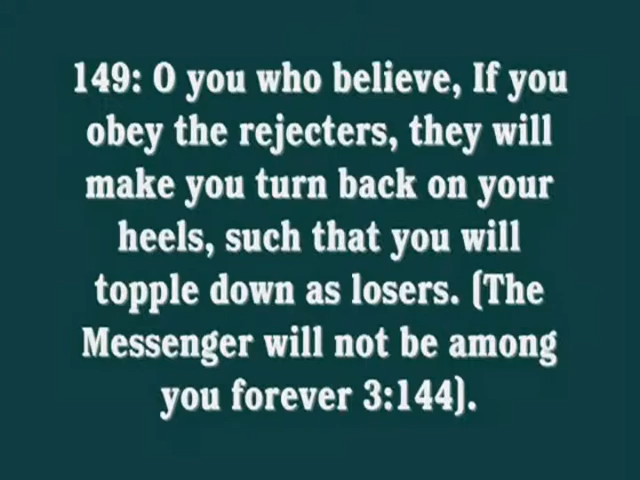 149: O you who believe, If you
obey the rejecters, they will
make you turn back on your
heels, such that you will
topple down as losers. (The
Messenger will not be among
you forever 3:144).